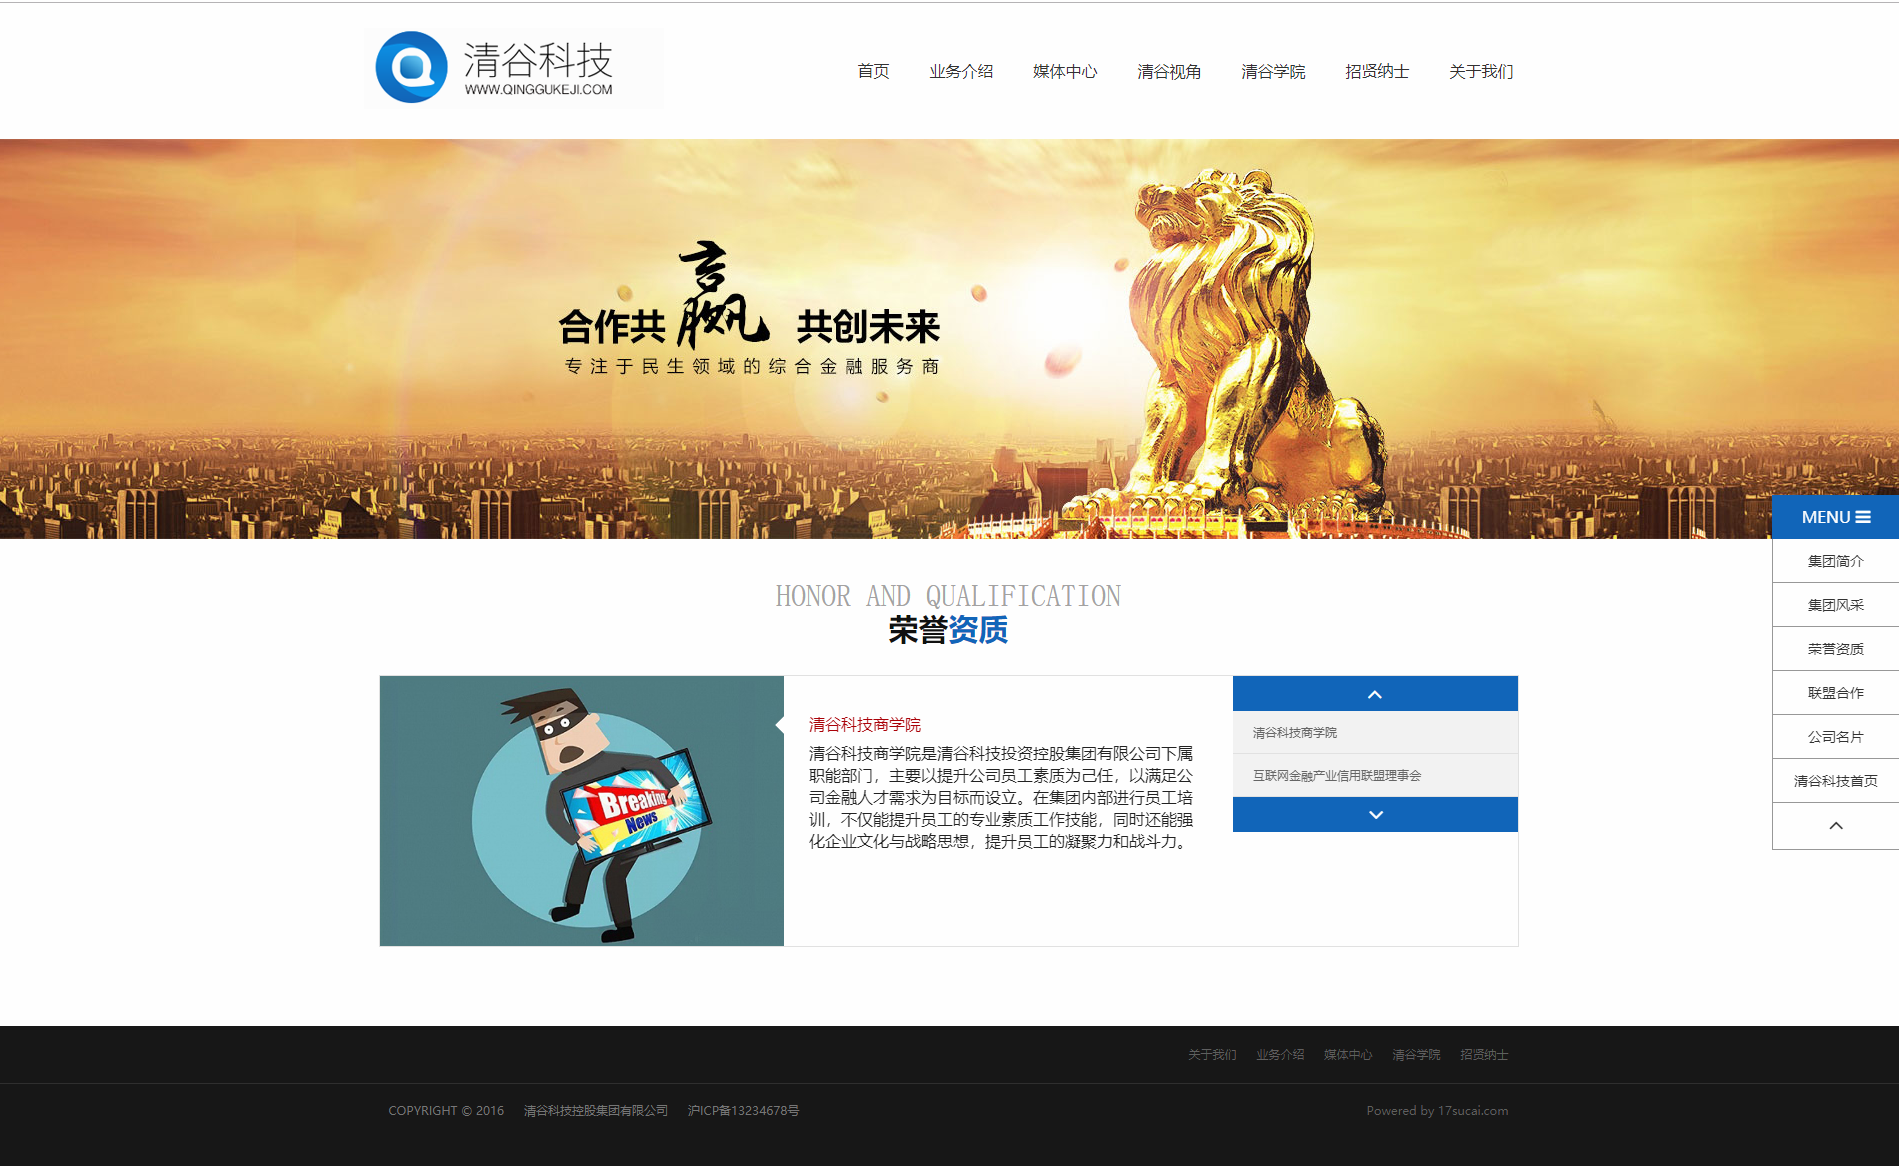 清谷科技
WWW.QINGGUKEJI.COM
首页 业务介绍 媒体中心 清谷视角 清谷学院 招贤纳士 关于我们
合作共赢 共创未来
专注于民生领域的综合金融服务商
MENU
集团简介
集团风采
荣誉资质
联盟合作
公司名片
清谷科技首页
HONOR AND QUALIFICATION
荣誉资质
Breaking
News
清谷科技商学院
清谷科技商学院是清谷科技投资控股集团有限公司下属
职能部门，主要以提升公司员工素质为己任，以满足公
司金融人才需求为目标而设立。在集团内部进行员工培
训，不仅能提升员工的专业素质工作技能，同时还能强
化企业文化与战略思想，提升员工的凝聚力和战斗力。
清谷科技商学院
互联网金融产业信用联盟理事会
关于我们 业务介绍 媒体中心 清谷学院 招贤纳士
COPYRIGHT © 2016 清谷科技控股集团有限公司 沪ICP备13234678号
Powered by 17sucai.com